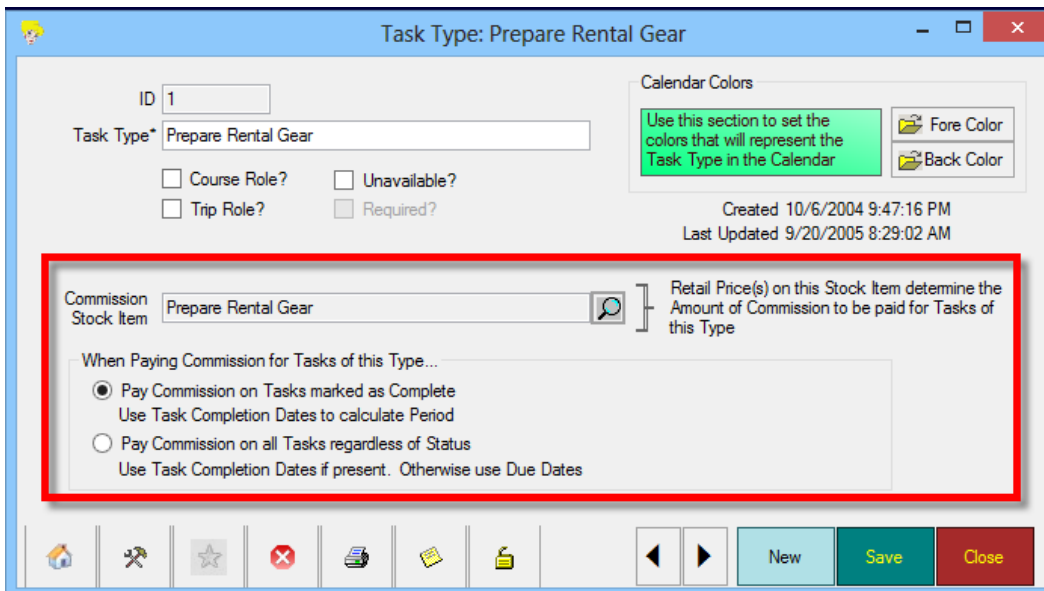 Task Type: Prepare Rental Gear
ID 1
Task Type* Prepare Rental Gear
Course Role? Unavailable?
Trip Role? Required?
Calendar Colors
Use this section to set the
colors that will represent the
Task Type in the Calendar
Fore Color
Back Color
Created 10/6/2004 9:47:16 PM
Last Updated 9/20/2005 8:29:02 AM
Commission
Stock Item
Prepare Rental Gear
Retail Price(s) on this Stock Item determine the
Amount of Commission to be paid for Tasks of
this Type
When Paying Commission for Tasks of this Type...
Pay Commission on Tasks marked as Complete
Use Task Completion Dates to calculate Period
Pay Commission on all Tasks regardless of Status
Use Task Completion Dates if present. Otherwise use Due Dates
New Save Close